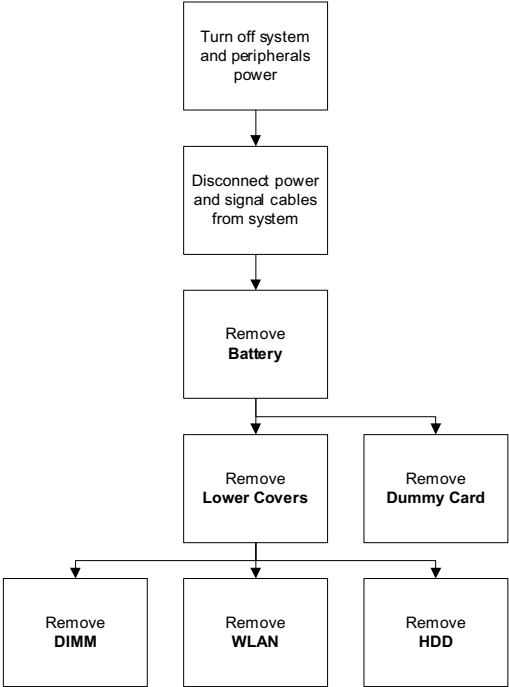 Turn off system
and peripherals
power
Disconnect power
and signal cables
from system
Remove
Battery
Remove
Lower Covers
Remove
Dummy Card
Remove
DIMM
Remove
WLAN
Remove
HDD